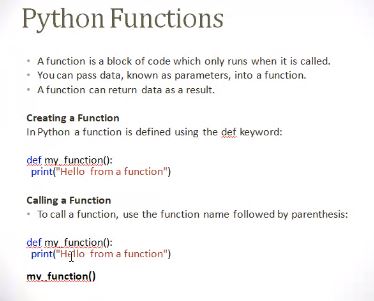 Python Functions
• A function is a block of code which only runs when it is called.
• You can pass data, known as parameters, into a function.
• A function can return data as a result.
Creating a Function
In Python a function is defined using the def keyword:
def my_function():
print("Hello from a function")
Calling a Function
• To call a function, use the function name followed by parenthesis:
def my_function():
print("Hello from a function")
my_function()